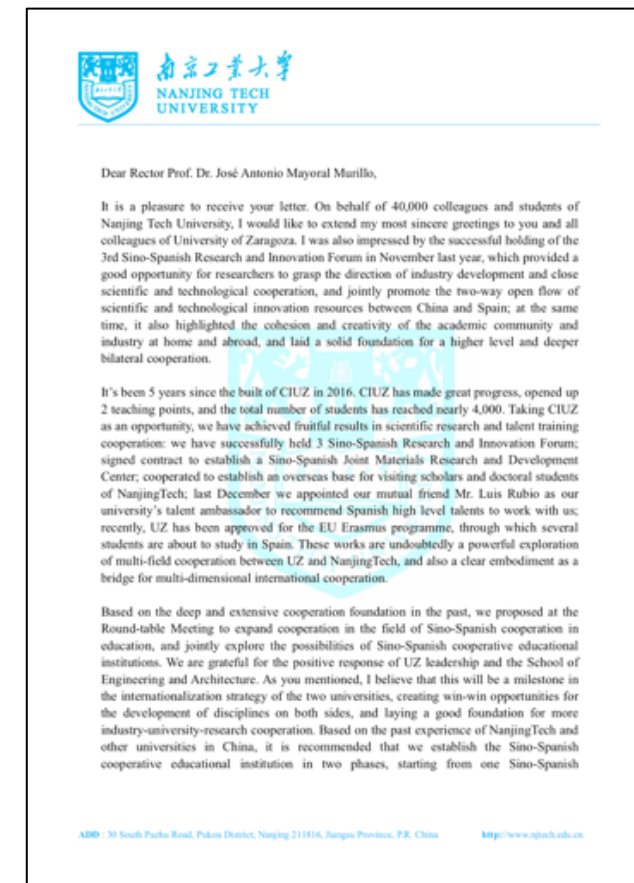 南京工业大学
NANJING TECH
UNIVERSITY
Dear Rector Prof. Dr. José Antonio Mayoral Murillo,
It is a pleasure to receive your letter. On behalf of 40,000 colleagues and students of
Nanjing Tech University, I would like to extend my most sincere greetings to you and all
colleagues of University of Zaragoza. I was also impressed by the successful holding of the
3rd Sino-Spanish Research and Innovation Forum in November last year, which provided a
good opportunity for researchers to grasp the direction of industry development and close
scientific and technological cooperation, and jointly promote the two-way open flow of
scientific and technological innovation resources between China and Spain; at the same
time, it also highlighted the cohesion and creativity of the academic community and
industry at home and abroad, and laid a solid foundation for a higher level and deeper
bilateral cooperation.
It's been 5 years since the built of CIUZ in 2016. CIUZ has made great progress, opened up
2 teaching points, and the total number of students has reached nearly 4,000. Taking CIUZ
as an opportunity, we have achieved fruitful results in scientific research and talent training
cooperation: we have successfully held 3 Sino-Spanish Research and Innovation Forum;
signed contract to establish a Sino-Spanish Joint Materials Research and Development
Center; cooperated to establish an overseas base for visiting scholars and doctoral students
of NanjingTech; last December we appointed our mutual friend Mr. Luis Rubio as our
university's talent ambassador to recommend Spanish high level talents to work with us;
recently, UZ has been approved for the EU Erasmus programme, through which several
students are about to study in Spain. These works are undoubtedly a powerful exploration
of multi-field cooperation between UZ and NanjingTech, and also a clear embodiment as a
bridge for multi-dimensional international cooperation.
Based on the deep and extensive cooperation foundation in the past, we proposed at the
Round-table Meeting to expand cooperation in the field of Sino-Spanish cooperation in
education, and jointly explore the possibilities of Sino-Spanish cooperative educational
institutions. We are grateful for the positive response of UZ leadership and the School of
Engineering and Architecture. As you mentioned, I believe that this will be a milestone in
the internationalization strategy of the two universities, creating win-win opportunities for
the development of disciplines on both sides, and laying a good foundation for more
industry-university-research cooperation. Based on the past experience of NanjingTech and
other universities in China, it is recommended that we establish the Sino-Spanish
cooperative educational institution in two phases, starting from one Sino-Spanish
ADD : 30 South Puzhu Road, Pukou District, Nanjing 211816, Jiangsu Province, P.R. China http://www.njtech.edu.cn